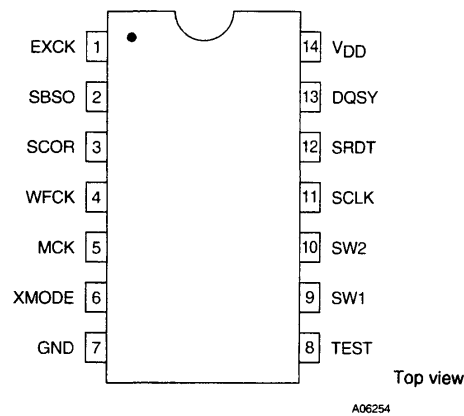 EXCK 1 14 VDD
SBSO 2 13 DQSY
SCOR 3 12 SRDT
WFCK 4 11 SCLK
MCK 5 10 SW2
XMODE 6 9 SW1
GND 7 8 TEST
Top view
A06254